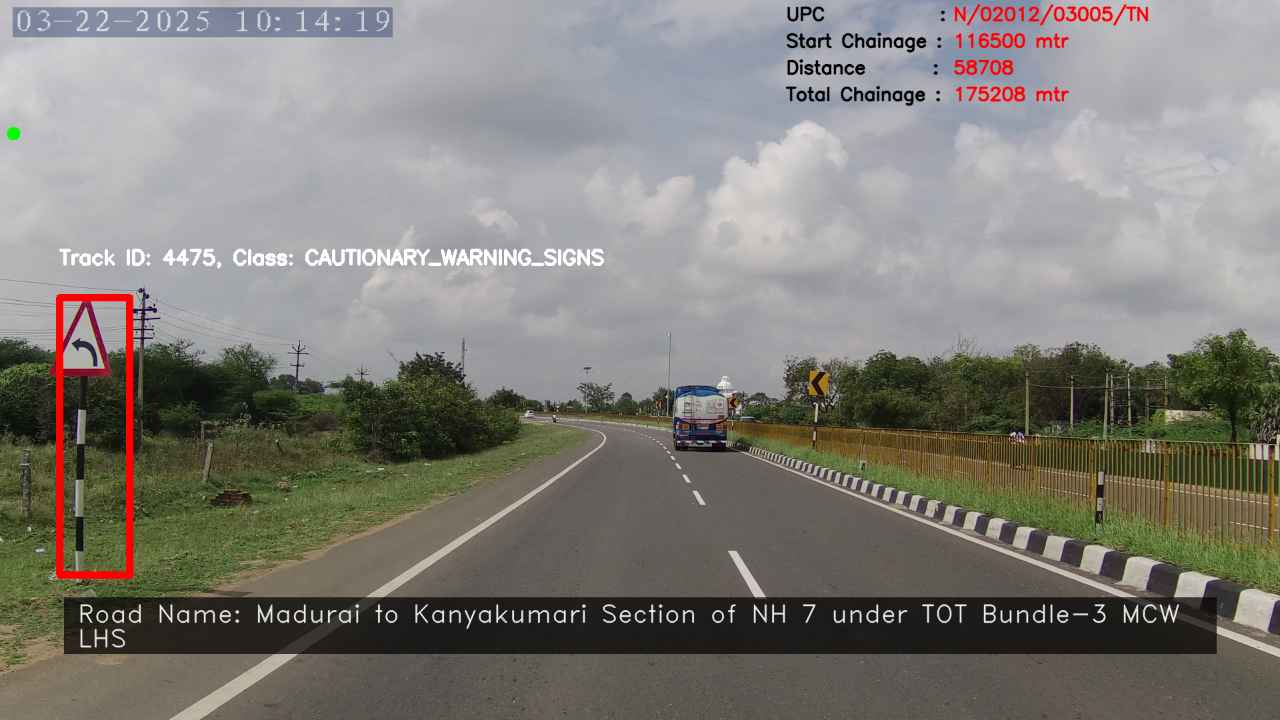 03-22-2025 10:14:19
UPC : N/02012/03005/TN
Start Chainage : 116500 mtr
Distance : 58708
Total Chainage : 175208 mtr
Track ID: 4475, Class: CAUTIONARY_WARNING_SIGNS
Road Name: Madurai to Kanyakumari Section of NH 7 under TOT Bundle-3 MCW
LHS